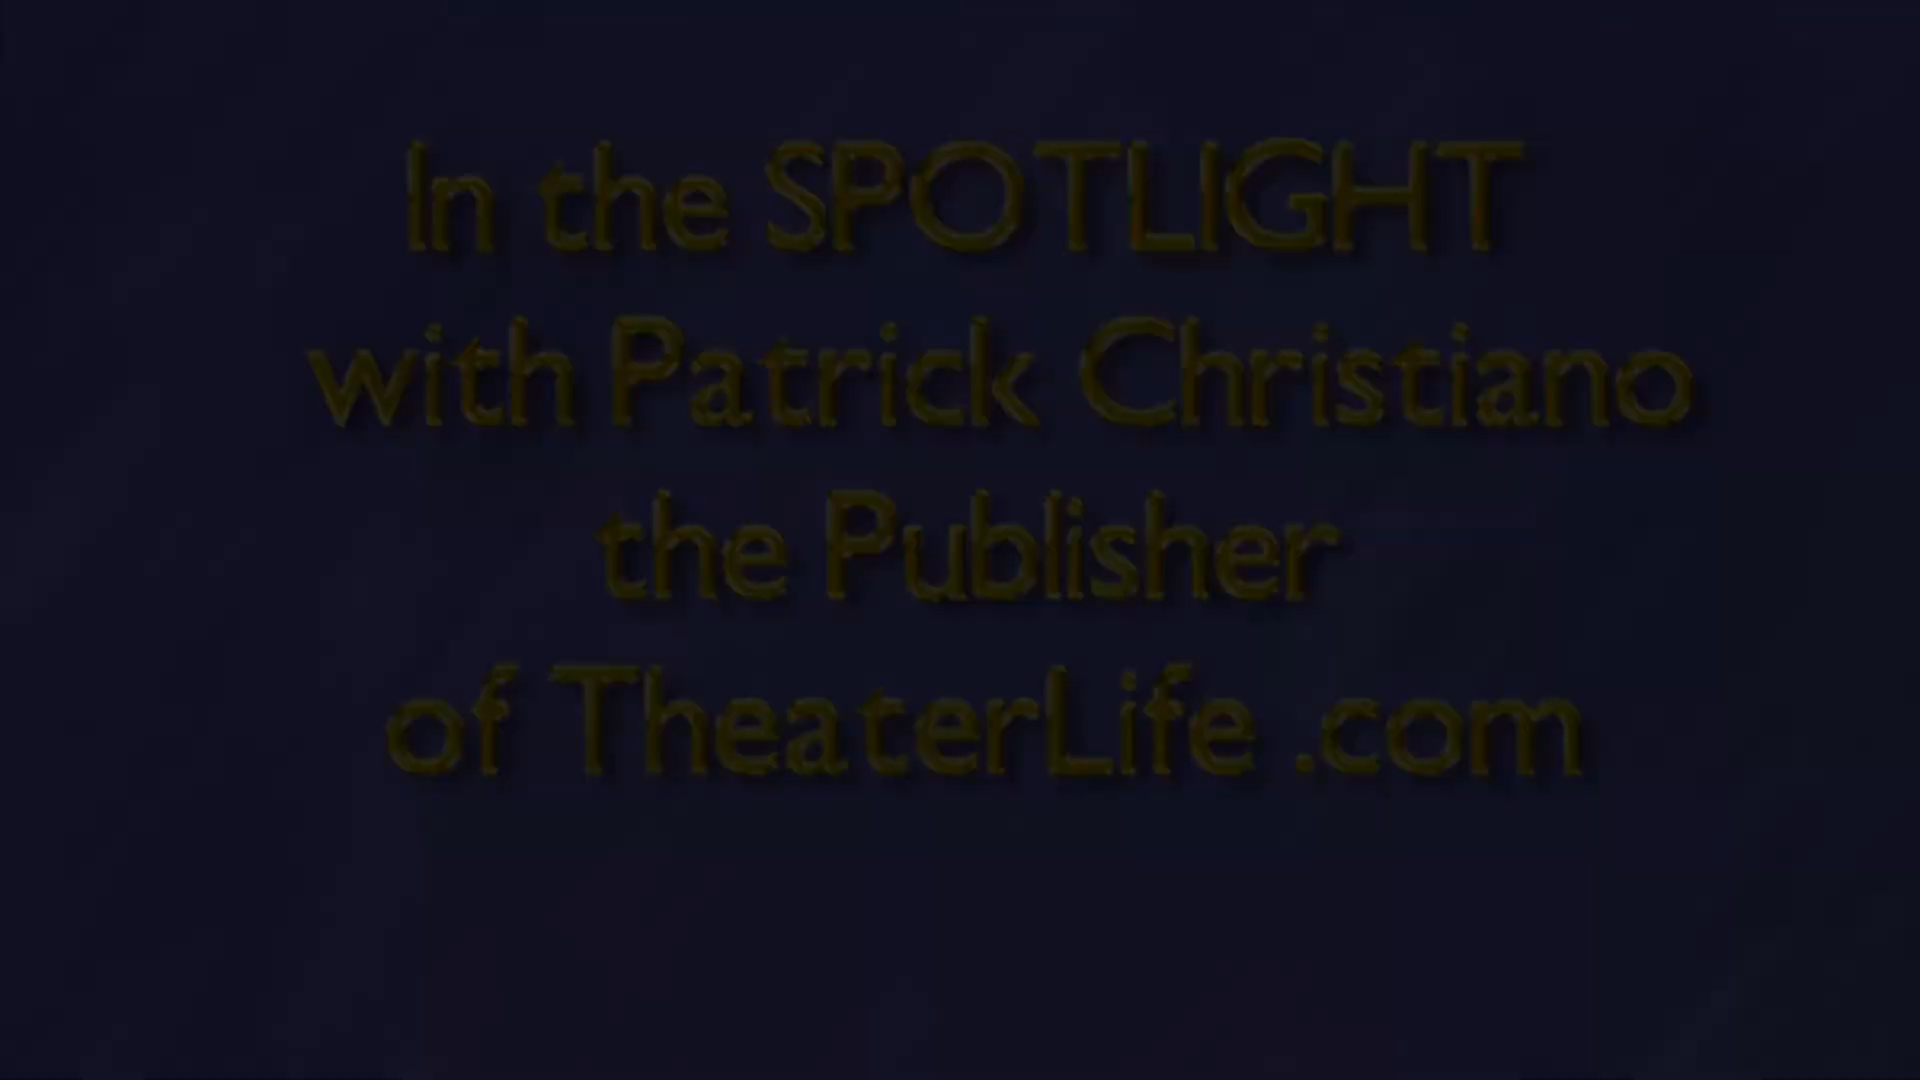 In the SPOTLIGHT
with Patrick Christiano
the Publisher
of TheaterLife .com